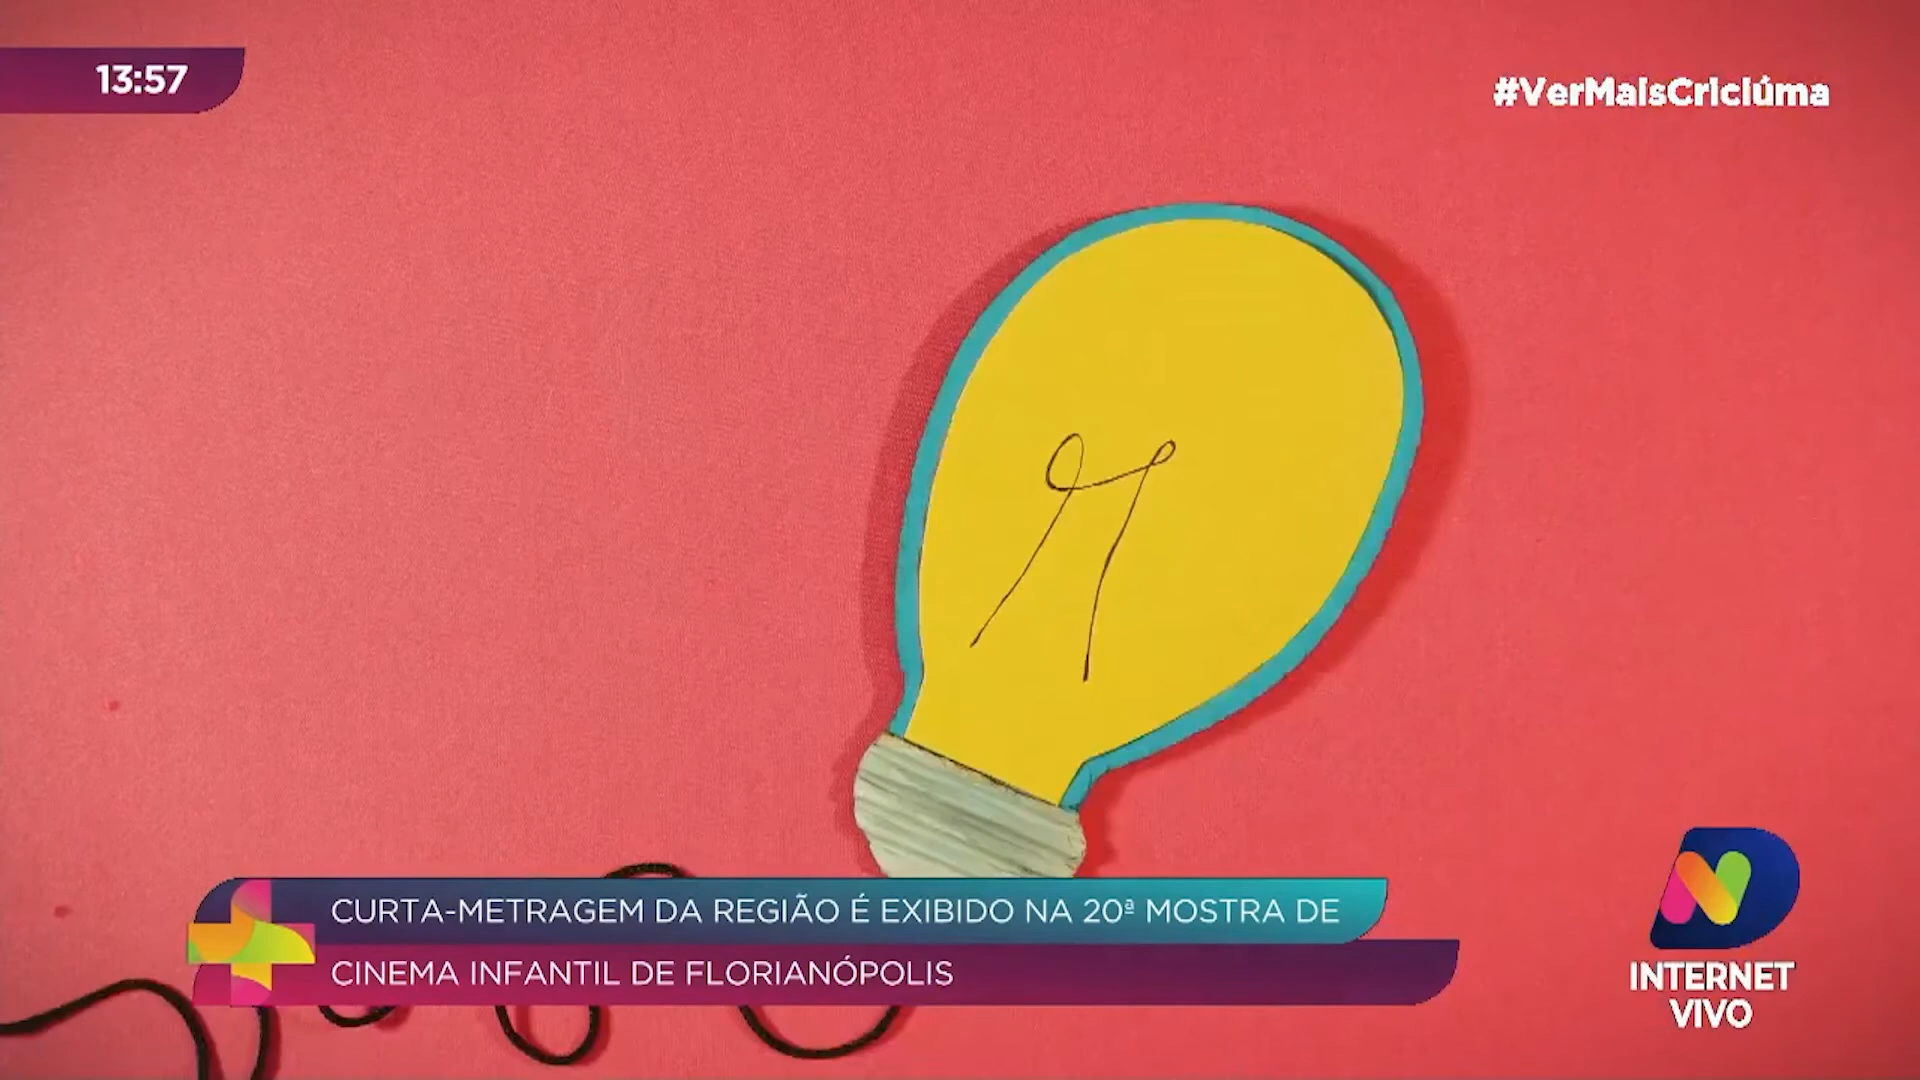 13:57
#VerMaisCriciúma
CURTA-METRAGEM DA REGIÃO É EXIBIDO NA 20ª MOSTRA DE
CINEMA INFANTIL DE FLORIANÓPOLIS
INTERNET
VIVO